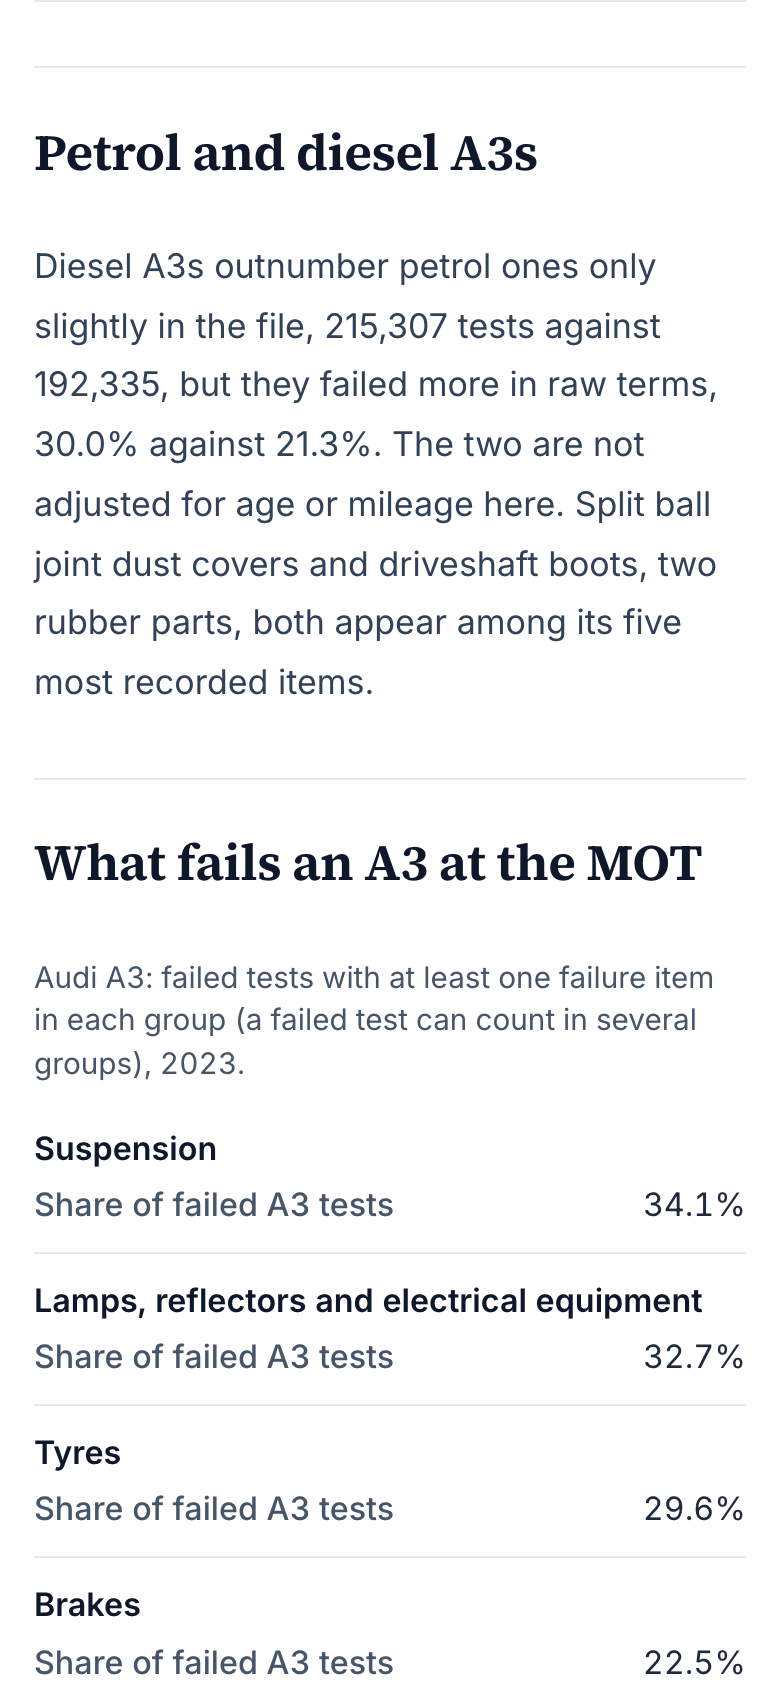 Petrol and diesel A3s
Diesel A3s outnumber petrol ones only
slightly in the file, 215,307 tests against
192,335, but they failed more in raw terms,
30.0% against 21.3%. The two are not
adjusted for age or mileage here. Split ball
joint dust covers and driveshaft boots, two
rubber parts, both appear among its five
most recorded items.
What fails an A3 at the MOT
Audi A3: failed tests with at least one failure item
in each group (a failed test can count in several
groups), 2023.
Suspension
Share of failed A3 tests 34.1%
Lamps, reflectors and electrical equipment
Share of failed A3 tests 32.7%
Tyres
Share of failed A3 tests 29.6%
Brakes
Share of failed A3 tests 22.5%